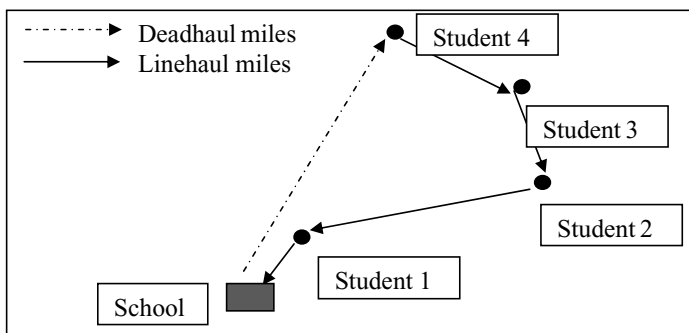 Deadhaul miles
Linehaul miles
Student 4
Student 3
Student 2
Student 1
School